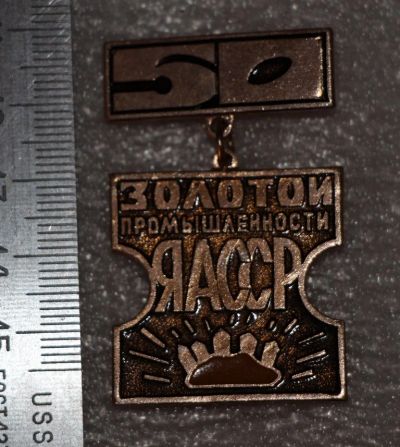 50
ЗОЛОТОЙ
ПРОМЫШЛЕННОСТИ
ЯАССР